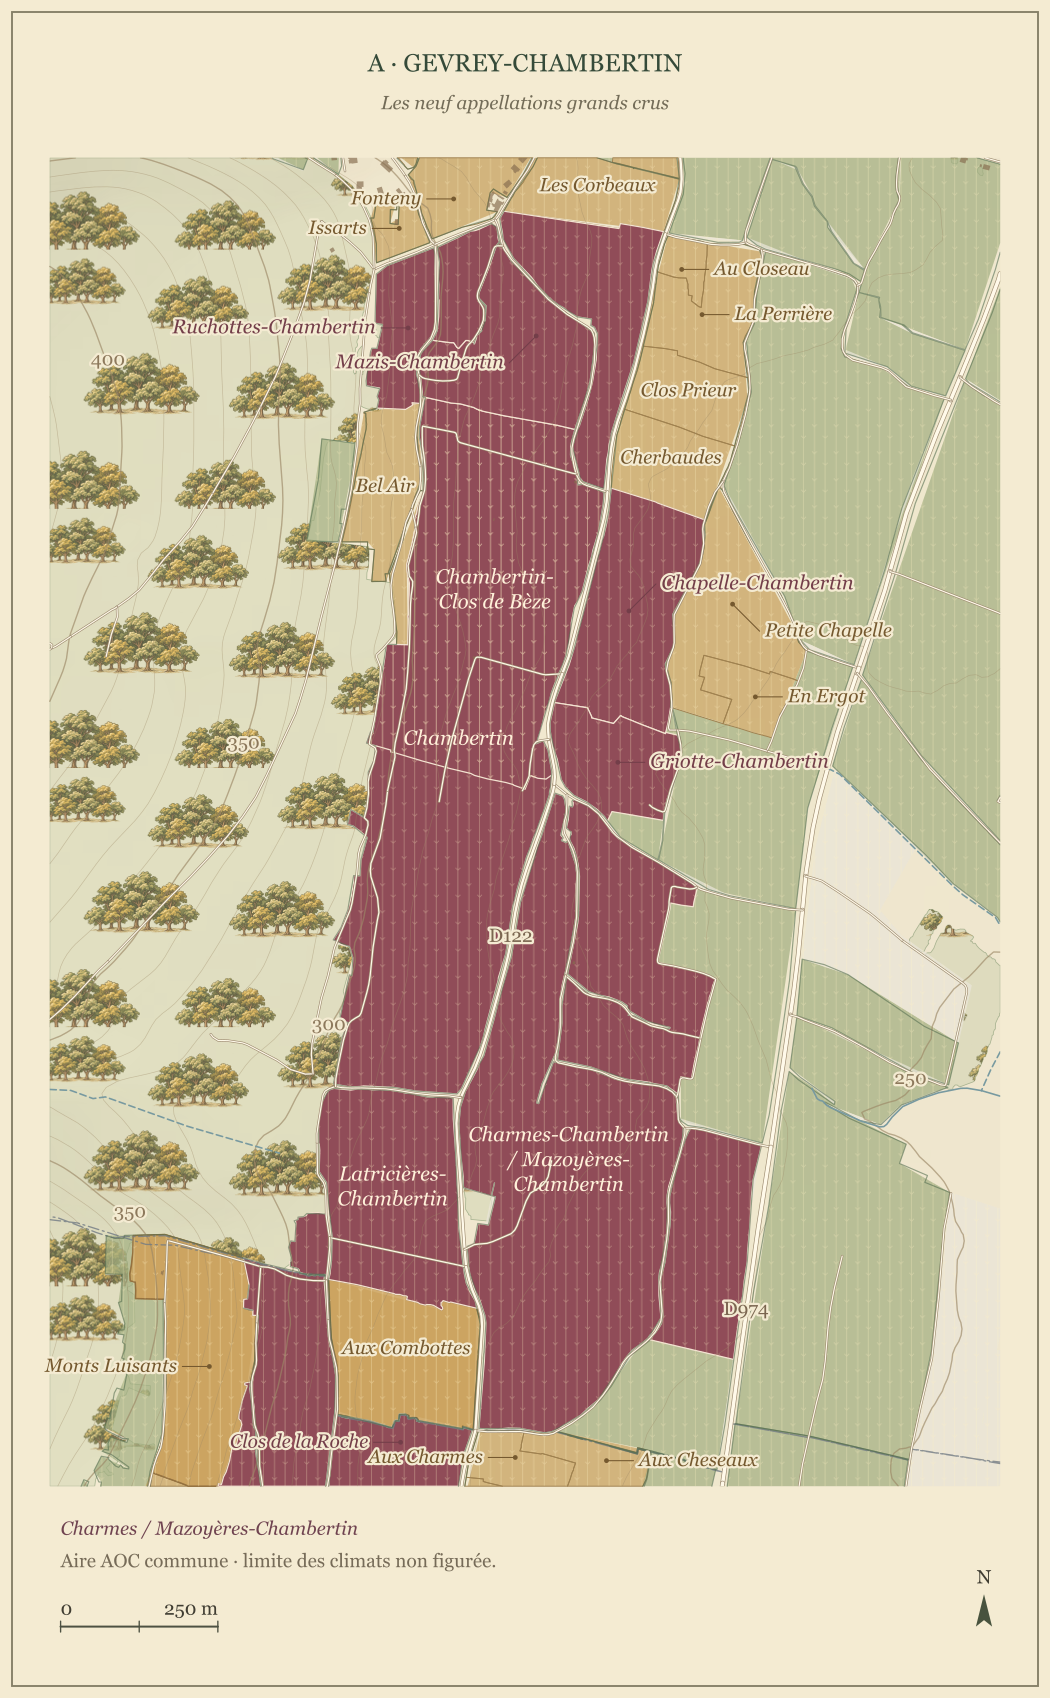 A · GEVREY-CHAMBERTIN
Les neuf appellations grands crus
Les Corbeaux
Fonteny
Issarts
Au Closeau
La Perrière
Ruchottes-Chambertin
Mazis-Chambertin
400
Clos Prieur
Cherbaudes
Bel Air
Chambertin-
Clos de Bèze
Chapelle-Chambertin
Petite Chapelle
En Ergot
Chambertin
350
Griotte-Chambertin
D122
300
250
Charmes-Chambertin
/ Mazoyères-
Chambertin
Latricières-
Chambertin
350
D974
Aux Combottes
Monts Luisants
Clos de la Roche
Aux Charmes
Aux Cheseaux
Charmes / Mazoyères-Chambertin
Aire AOC commune · limite des climats non figurée.
N
0 250 m